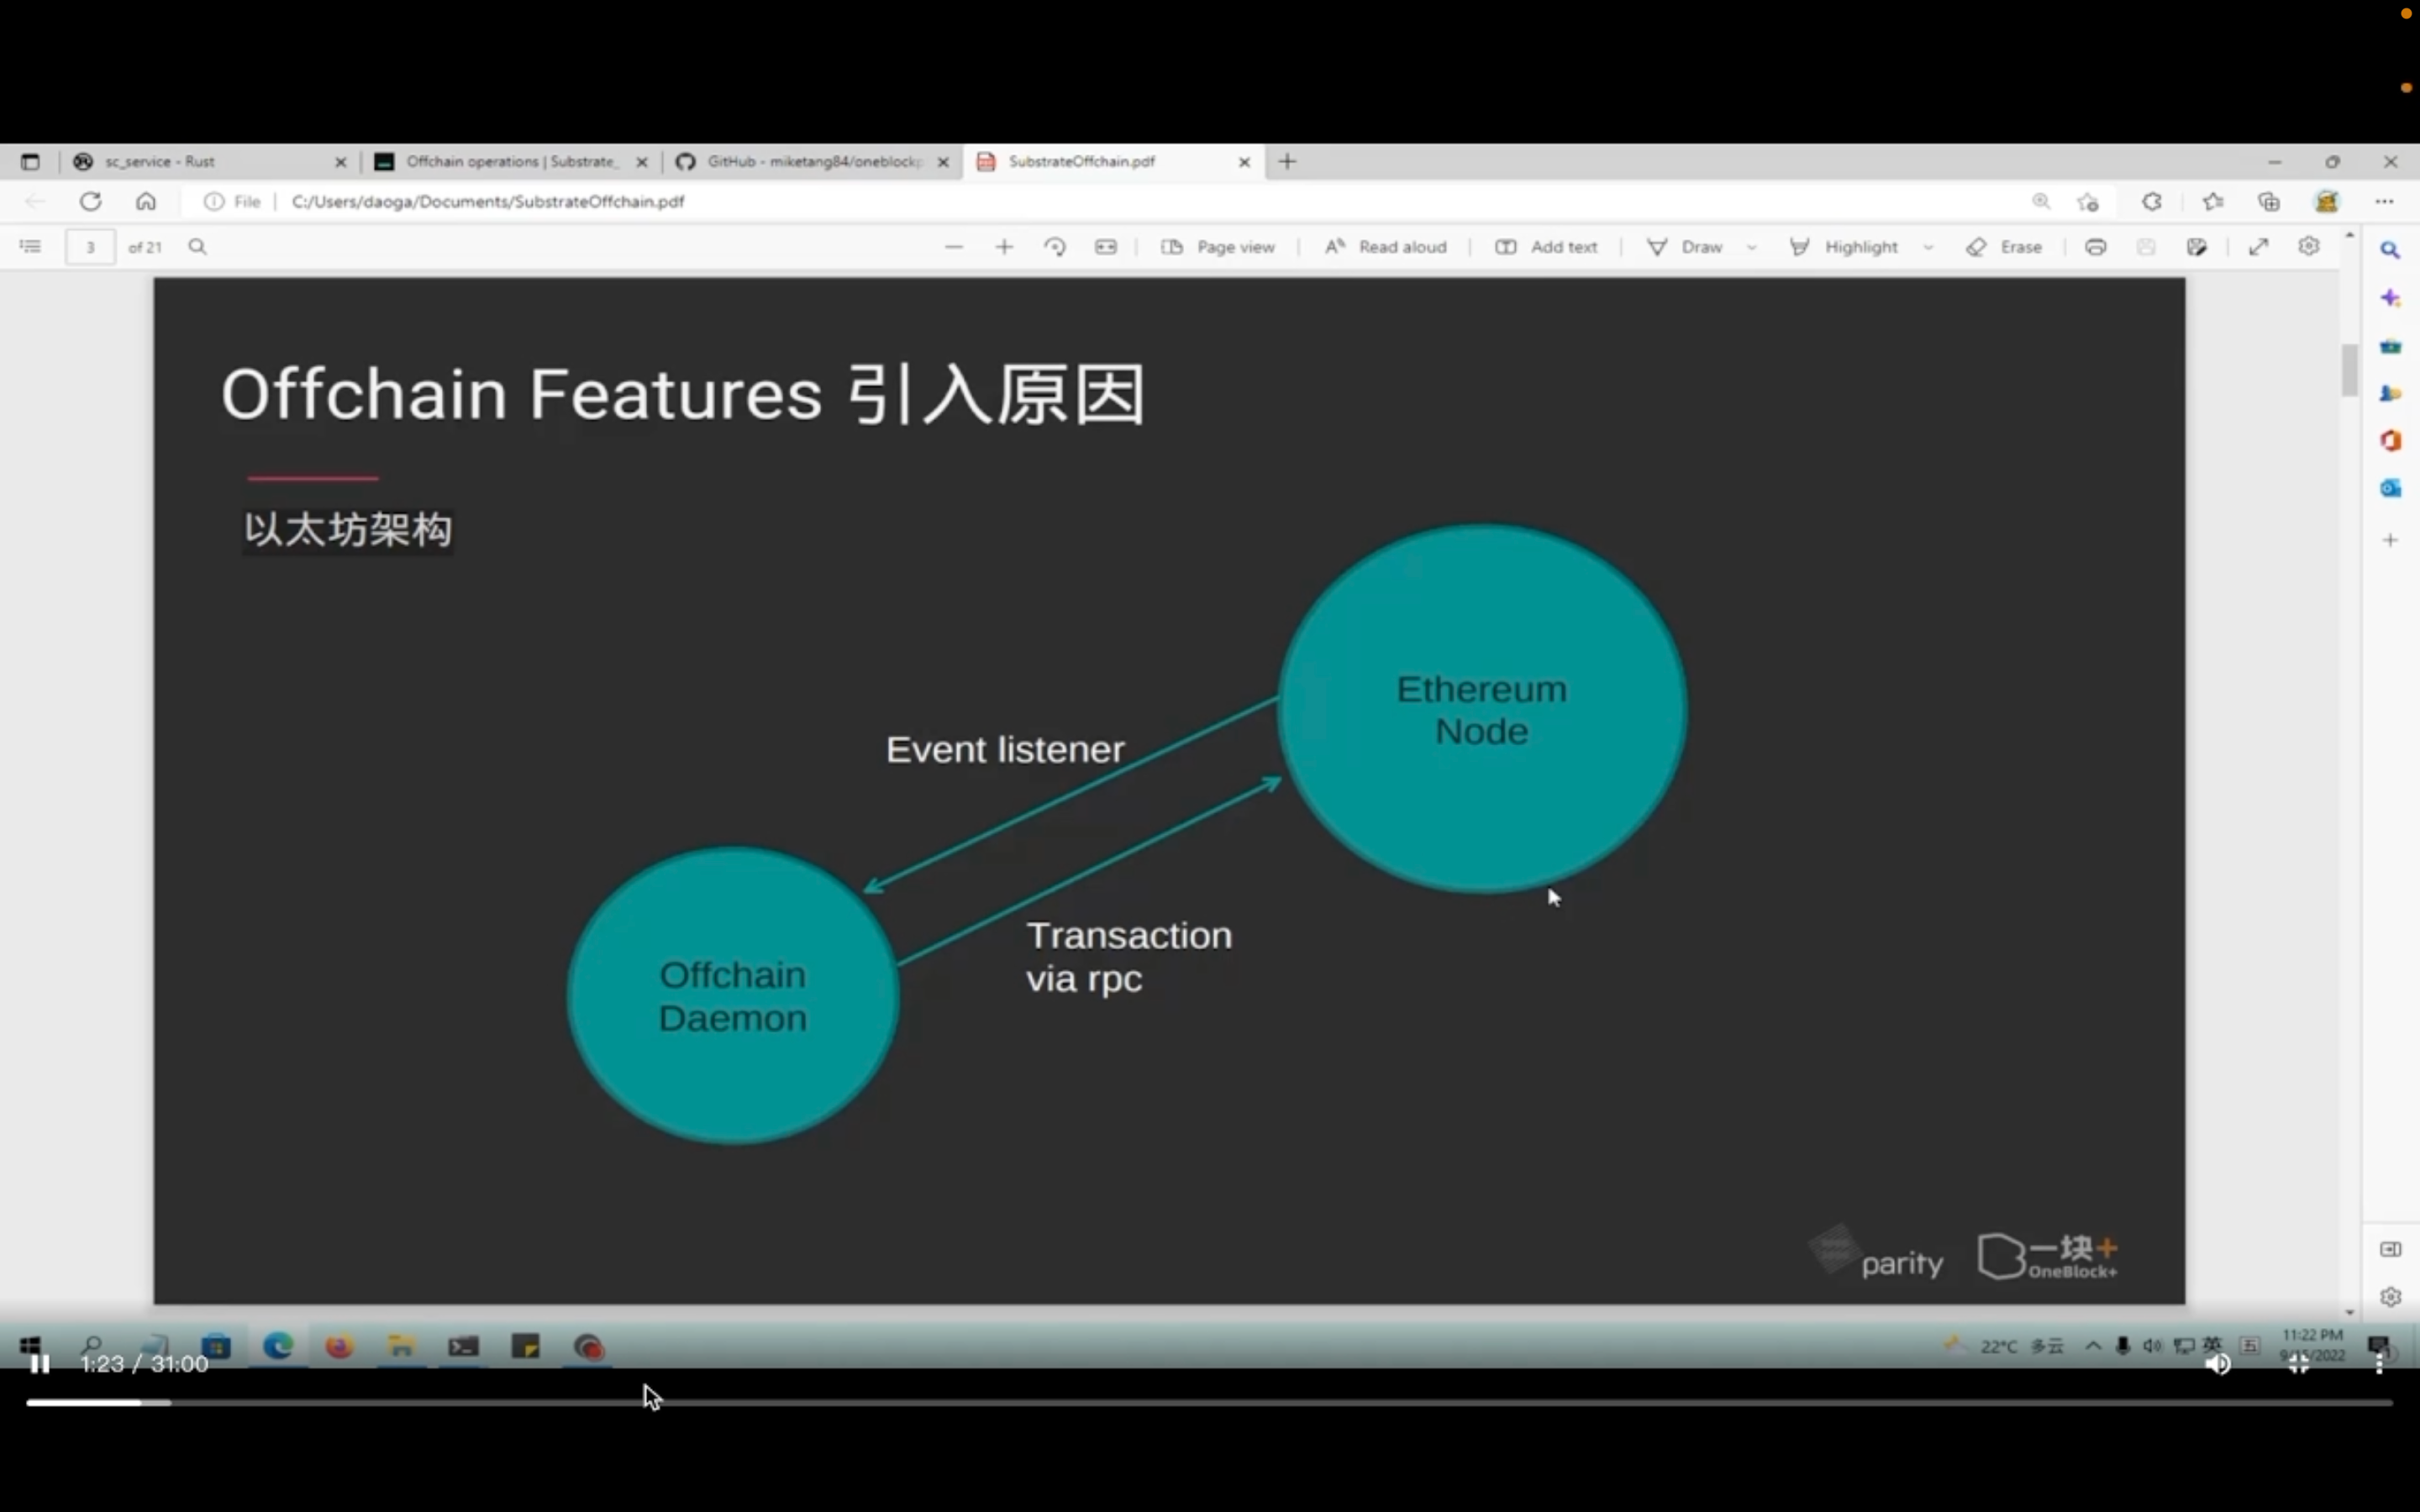 sc_service - Rust
Offchain operations | Substrate_
GitHub - miketang84/oneblockp
SubstrateOffchain.pdf
File
C:/Users/daoga/Documents/SubstrateOffchain.pdf
3 of 21
Page view
Read aloud
Add text
Draw
Highlight
Erase
Offchain Features 引入原因
以太坊架构
Ethereum
Node
Event listener
Transaction
via rpc
Offchain
Daemon
parity
一块+
OneBlock+
22°C 多云
英
五
11:22 PM
9/15/2022
1:23 / 31:00